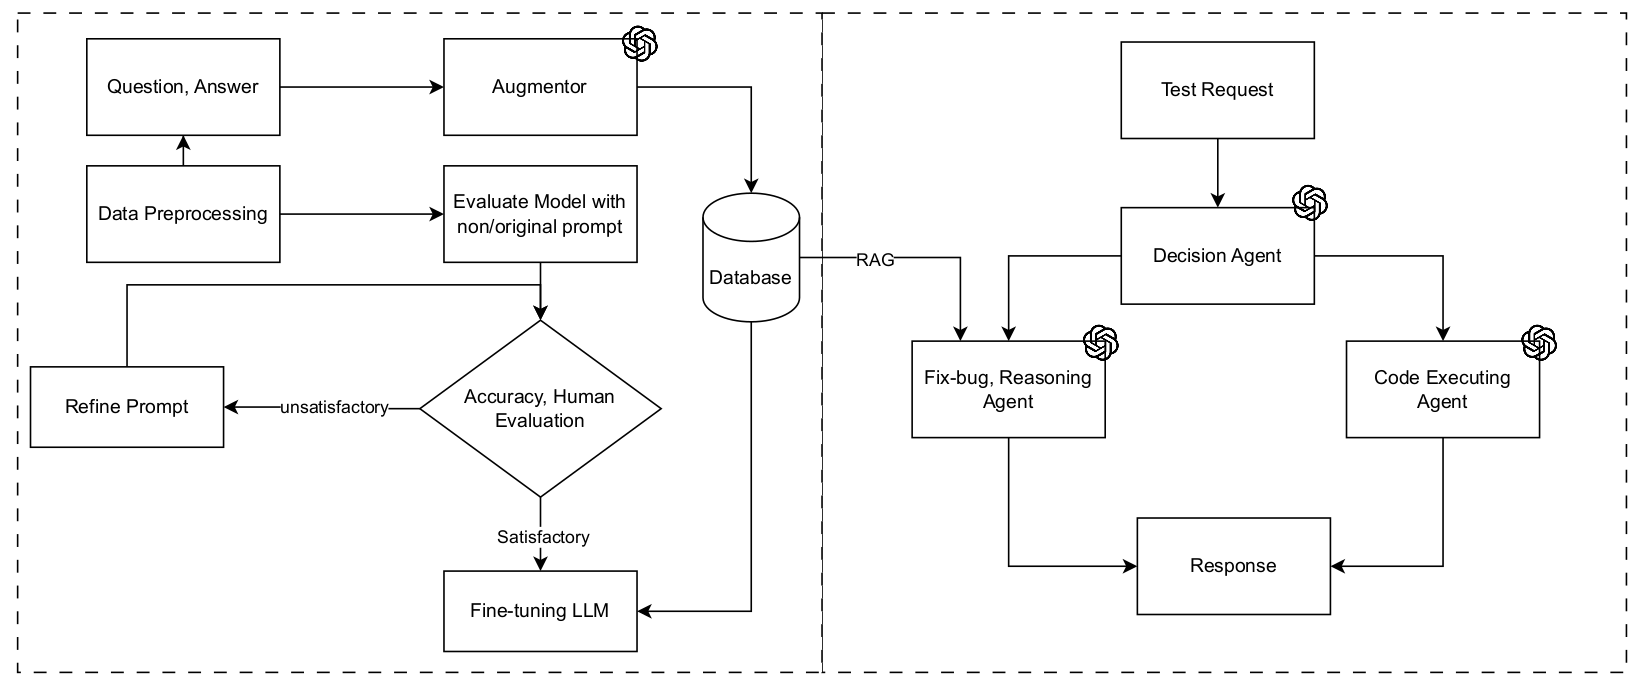 Question, Answer
Augmentor
Data Preprocessing
Evaluate Model with
non/original prompt
Database
Refine Prompt
unsatisfactory
Accuracy, Human
Evaluation
Satisfactory
Fine-tuning LLM
RAG
Test Request
Decision Agent
Fix-bug, Reasoning
Agent
Code Executing
Agent
Response